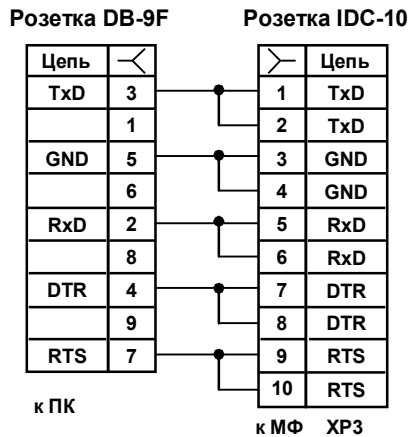 Розетка DB-9F Розетка IDC-10
Цепь Цепь
TxD 3 1 TxD
1 2 TxD
GND 5 3 GND
6 4 GND
RxD 2 5 RxD
8 6 RxD
DTR 4 7 DTR
9 8 DTR
RTS 7 9 RTS
10 RTS
к ПК
к МФ XP3